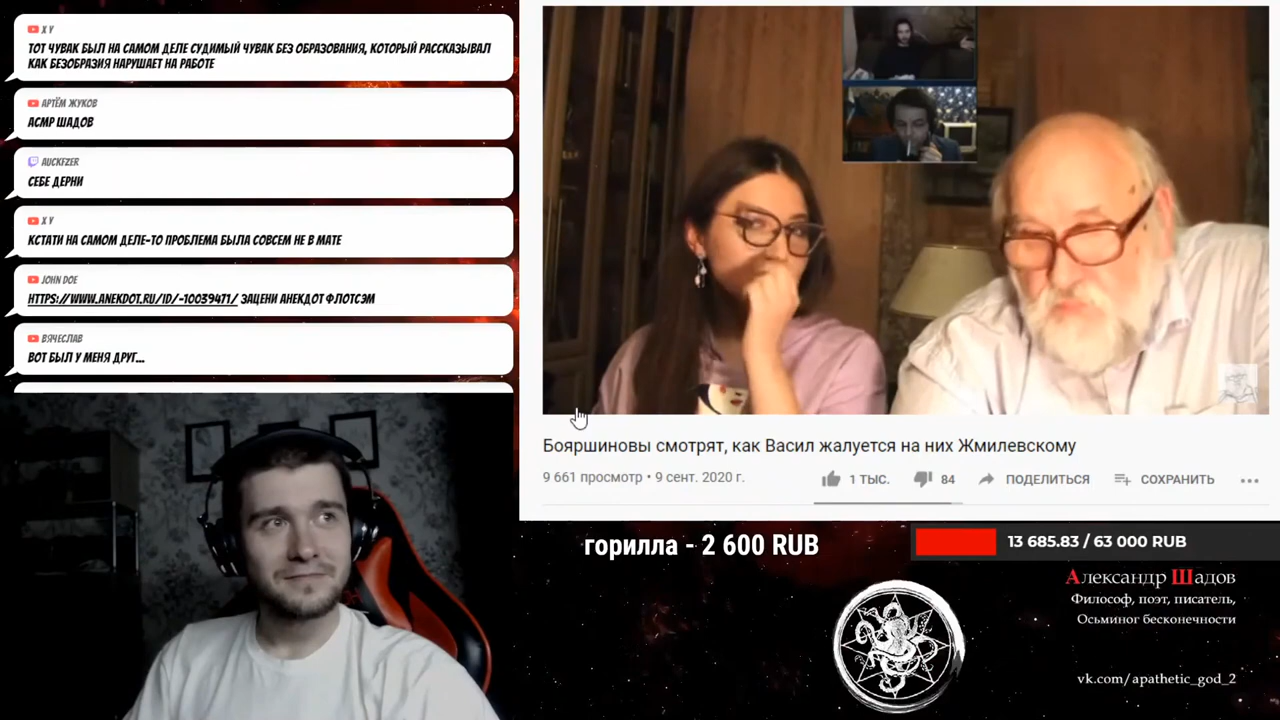 X Y
ТОТ ЧУВАК БЫЛ НА САМОМ ДЕЛЕ СУДИМЫЙ ЧУВАК БЕЗ ОБРАЗОВАНИЯ, КОТОРЫЙ РАССКАЗЫВАЛ
КАК БЕЗОБРАЗИЯ НАРУШАЕТ НА РАБОТЕ
АРТЁМ ЖУКОВ
АСМР ШАДОВ
AUCKFZER
СЕБЕ ДЕРНИ
X Y
КСТАТИ НА САМОМ ДЕЛЕ-ТО ПРОБЛЕМА БЫЛА СОВСЕМ НЕ В МАТЕ
JOHN DOE
HTTPS://WWW.ANEKDOT.RU/ID/-10039471/ ЗАЦЕНИ АНЕКДОТ ФЛОТСЭМ
ВЯЧЕСЛАВ
ВОТ БЫЛ У МЕНЯ ДРУГ...
Бояршиновы смотрят, как Васил жалуется на них Жмилевскому
9 661 просмотр • 9 сент. 2020 г.
1 ТЫС.
84
ПОДЕЛИТЬСЯ
СОХРАНИТЬ
горилла - 2 600 RUB
13 685.83 / 63 000 RUB
Александр Шадов
Философ, поэт, писатель,
Осьминог бесконечности
vk.com/apathetic_god_2